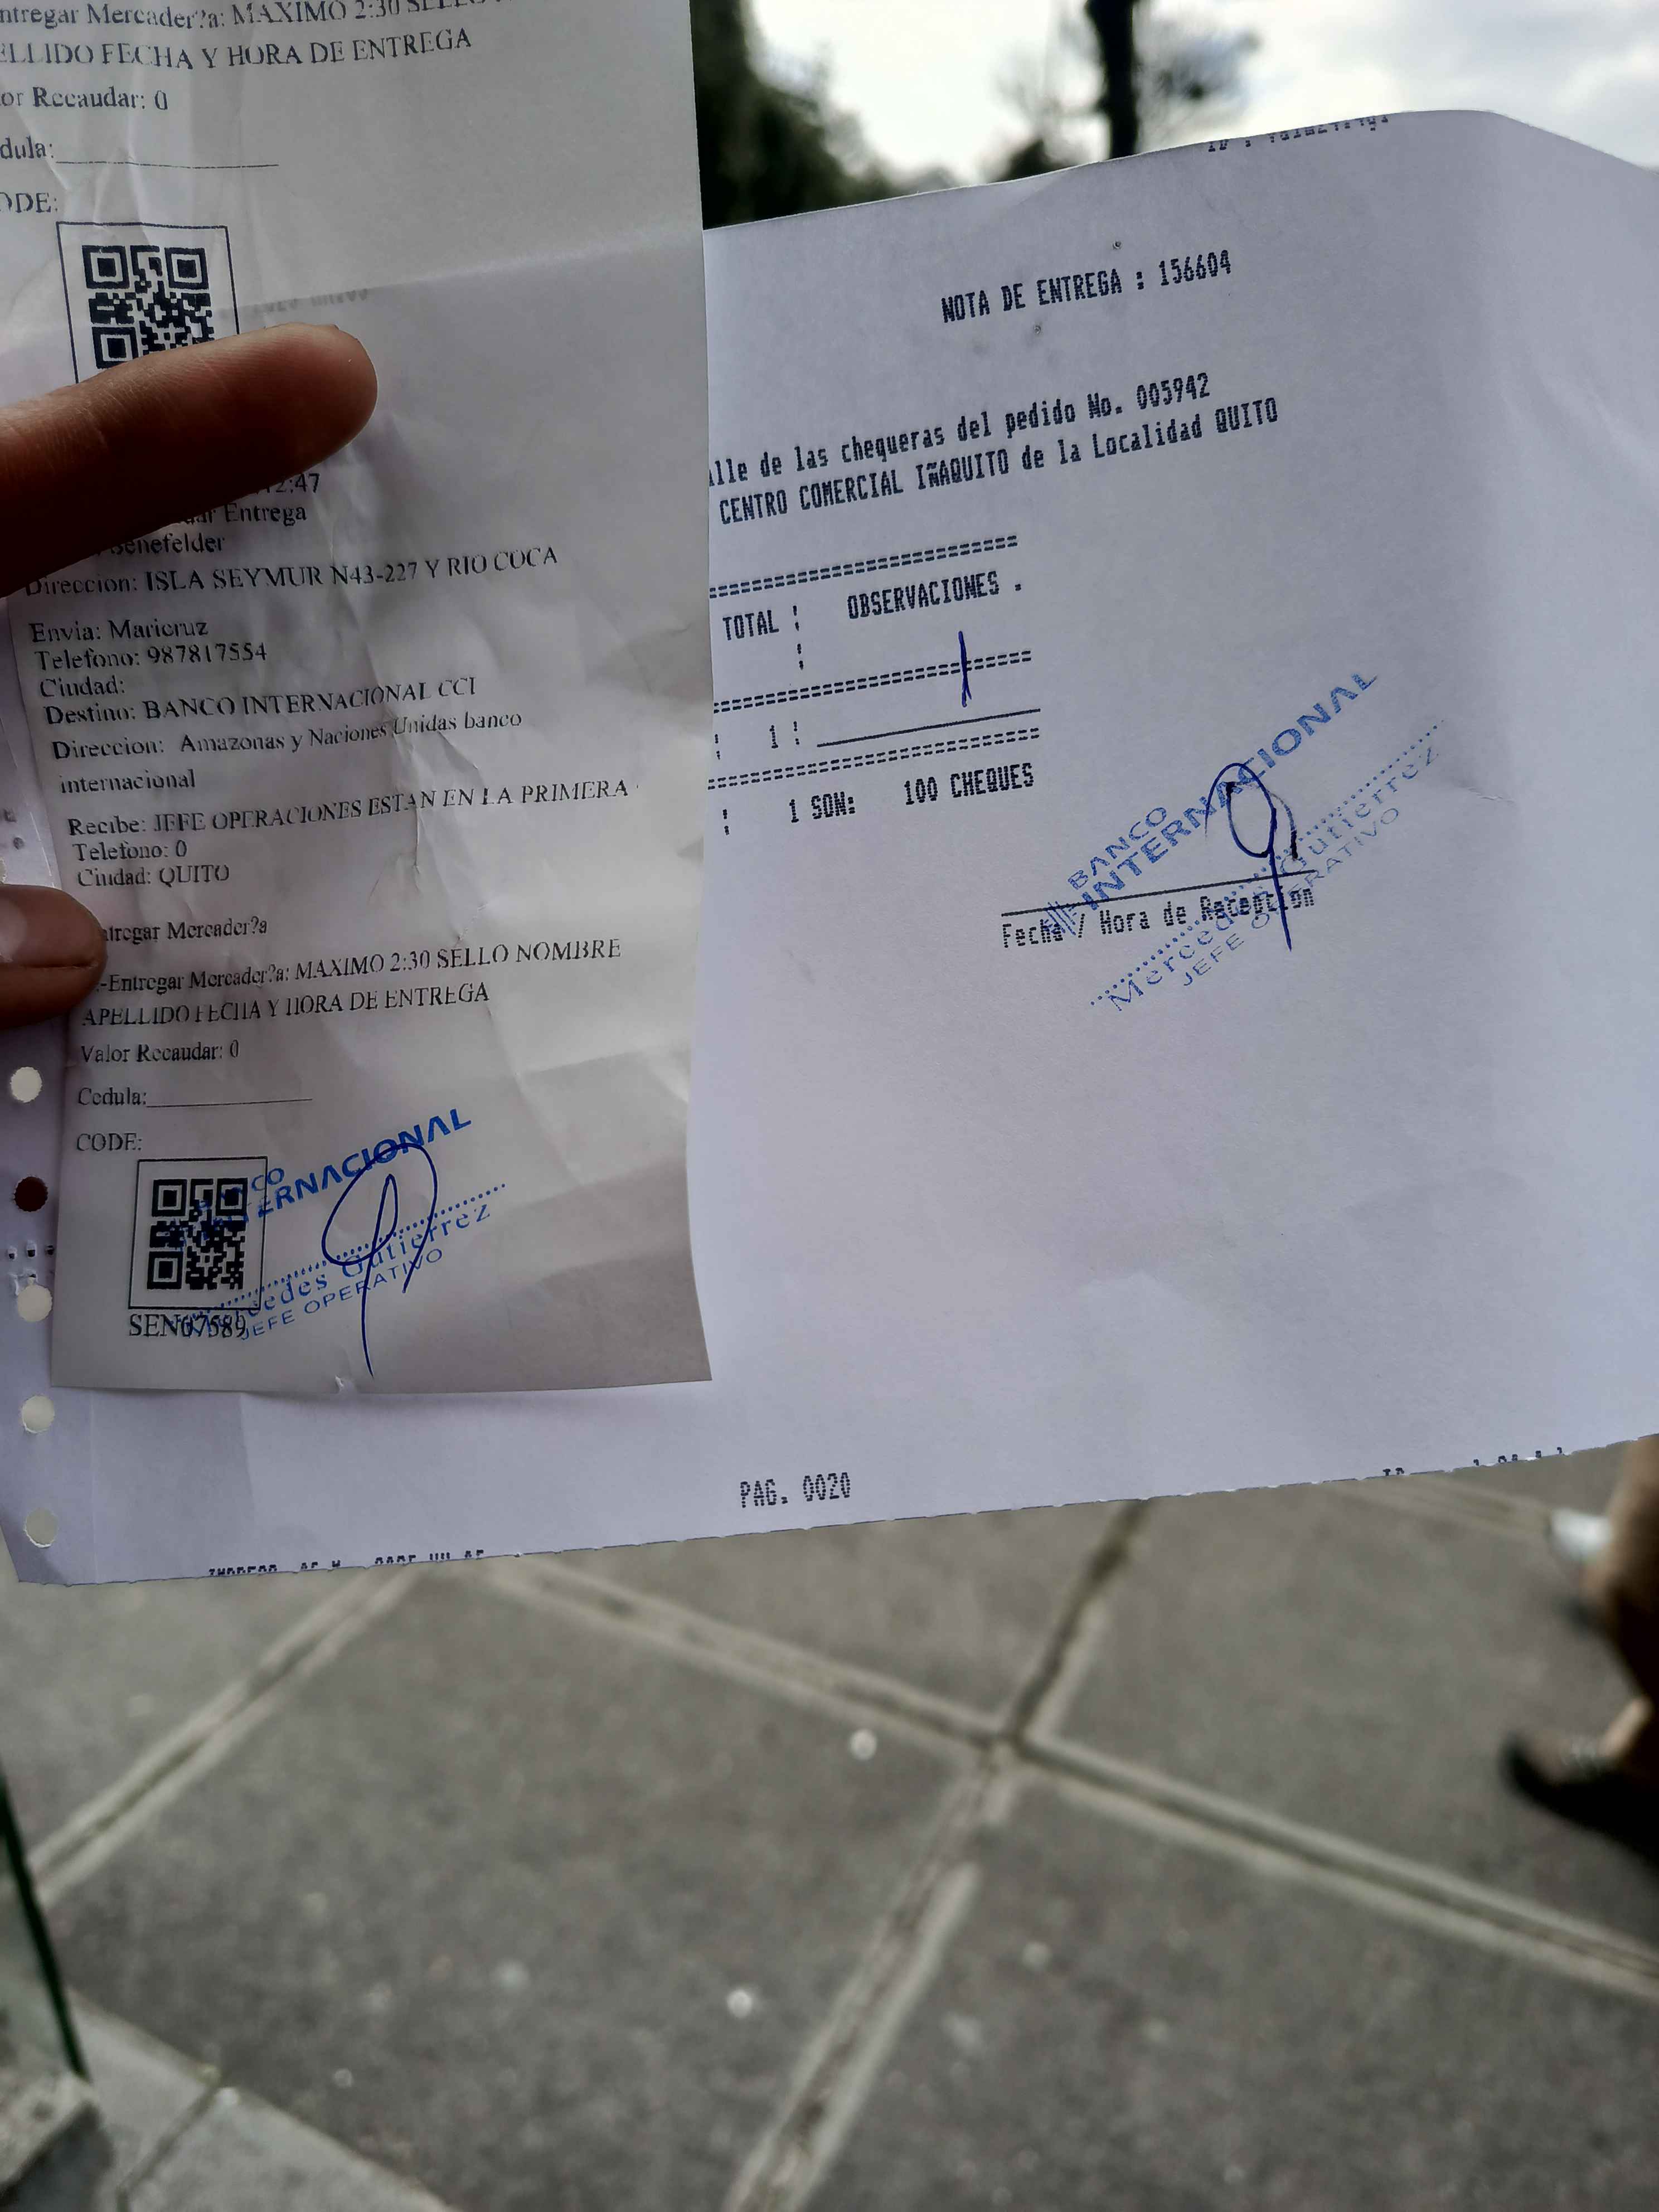 ntregar Mercader?a: MAXIMO 2:30
ELLIDO FECHA Y HORA DE ENTREGA
or Recaudar: 0
dula:
ODE:
2:47
Entrega
Senefelder
Direccion: ISLA SEYMUR N43-227 Y RIO COCA
Envia: Maricruz
Telefono: 987817554
Ciudad:
Destino: BANCO INTERNACIONAL CCI
Direccion: Amazonas y Naciones Unidas banco
internacional
Recibe: JEFE OPERACIONES ESTAN EN LA PRIMERA
Telefono: 0
Ciudad: QUITO
ntregar Mercader?a
.-Entregar Mercader?a: MAXIMO 2:30 SELLO NOMBRE
APELLIDO FECHA Y HORA DE ENTREGA
Valor Recaudar: 0
Cedula:
CODE:
BANCO
INTERNACIONAL
Mercedes Gutierrez
JEFE OPERATIVO
SEN07589
NOTA DE ENTREGA : 156604
alle de las chequeras del pedido No. 005942
CENTRO COMERCIAL IÑAQUITO de la Localidad QUITO
TOTAL : OBSERVACIONES .
: 1 :
: 1 SON: 100 CHEQUES
BANCO
INTERNACIONAL
Fecha / Hora de Recepcion
Mercedes Gutierrez
JEFE OPERATIVO
PAG. 0020